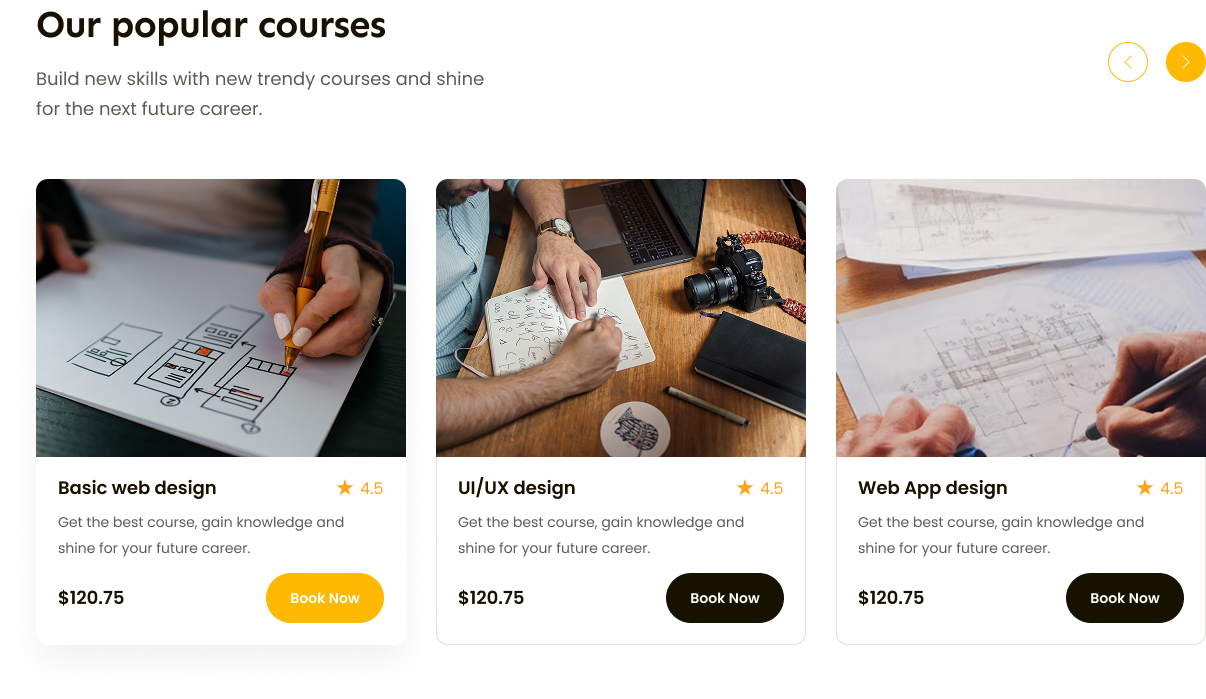 Our popular courses
Build new skills with new trendy courses and shine
for the next future career.
Basic web design
4.5
Get the best course, gain knowledge and
shine for your future career.
$120.75
Book Now
UI/UX design
4.5
Get the best course, gain knowledge and
shine for your future career.
$120.75
Book Now
Web App design
4.5
Get the best course, gain knowledge and
shine for your future career.
$120.75
Book Now